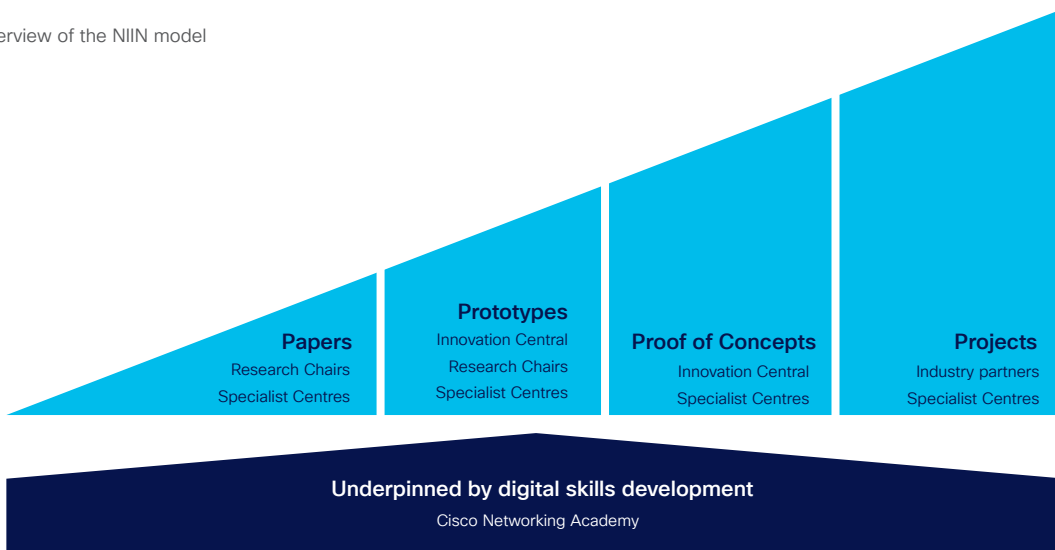 erview of the NIIN model
Papers
Research Chairs
Specialist Centres
Prototypes
Innovation Central
Research Chairs
Specialist Centres
Proof of Concepts
Innovation Central
Specialist Centres
Projects
Industry partners
Specialist Centres
Underpinned by digital skills development
Cisco Networking Academy